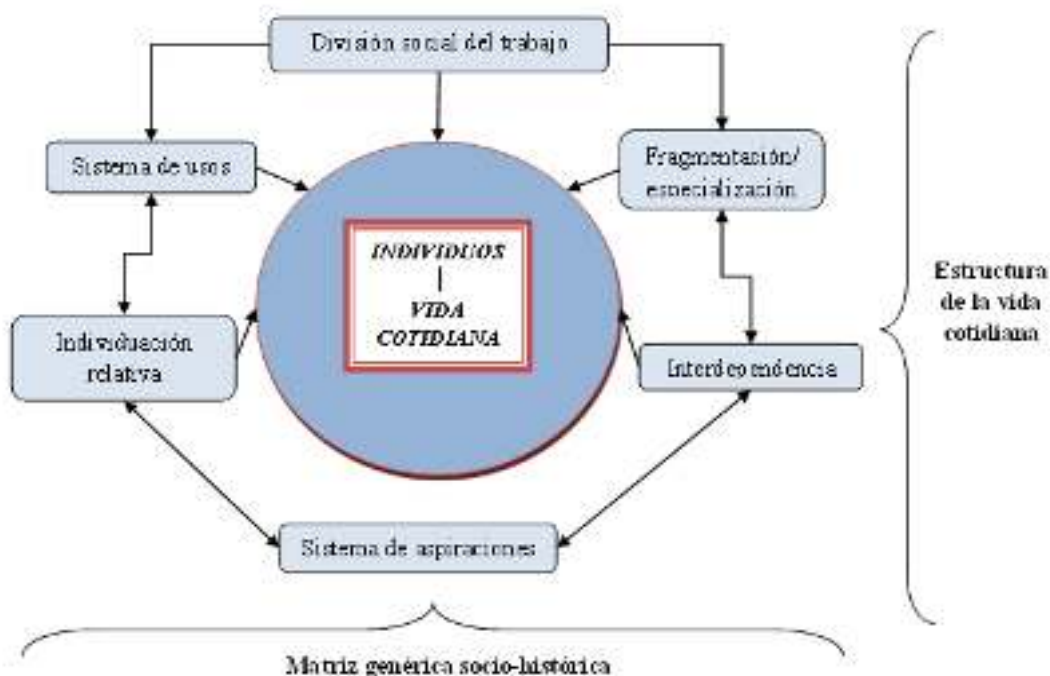 División social del trabajo
Sistema de usos
Fragmentación/
especialización
INDIVIDUOS
VIDA
COTIDIANA
Estructura
de la vida
cotidiana
Individuación
relativa
Interdependencia
Sistema de aspiraciones
Matriz genérica socio-histórica